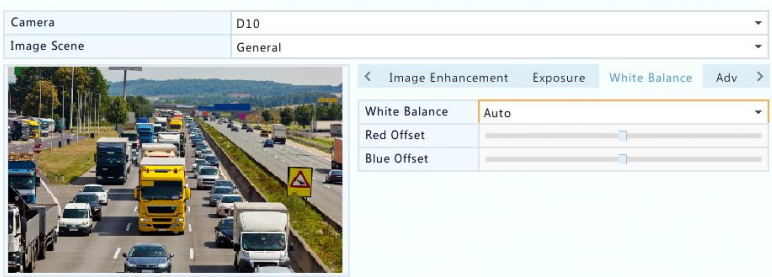 Camera D10
Image Scene General
< Image Enhancement Exposure White Balance Adv >
White Balance Auto
Red Offset
Blue Offset